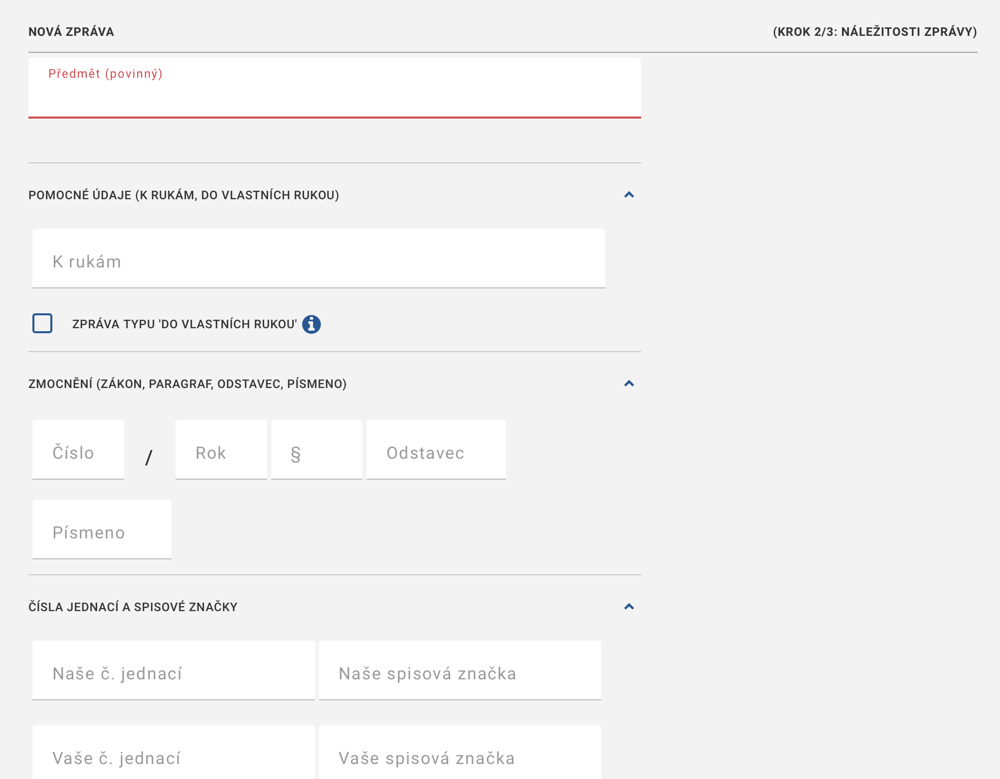 NOVÁ ZPRÁVA (KROK 2/3: NÁLEŽITOSTI ZPRÁVY)
Předmět (povinný)
POMOCNÉ ÚDAJE (K RUKÁM, DO VLASTNÍCH RUKOU)
K rukám
ZPRÁVA TYPU 'DO VLASTNÍCH RUKOU'
ZMOCNĚNÍ (ZÁKON, PARAGRAF, ODSTAVEC, PÍSMENO)
Číslo / Rok § Odstavec
Písmeno
ČÍSLA JEDNACÍ A SPISOVÉ ZNAČKY
Naše č. jednací Naše spisová značka
Vaše č. jednací Vaše spisová značka